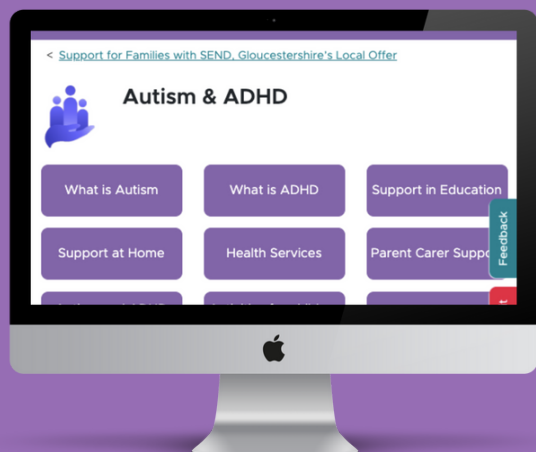 < Support for Families with SEND, Gloucestershire's Local Offer
Autism & ADHD
What is Autism
What is ADHD
Support in Education
Support at Home
Health Services
Parent Carer
Feedback